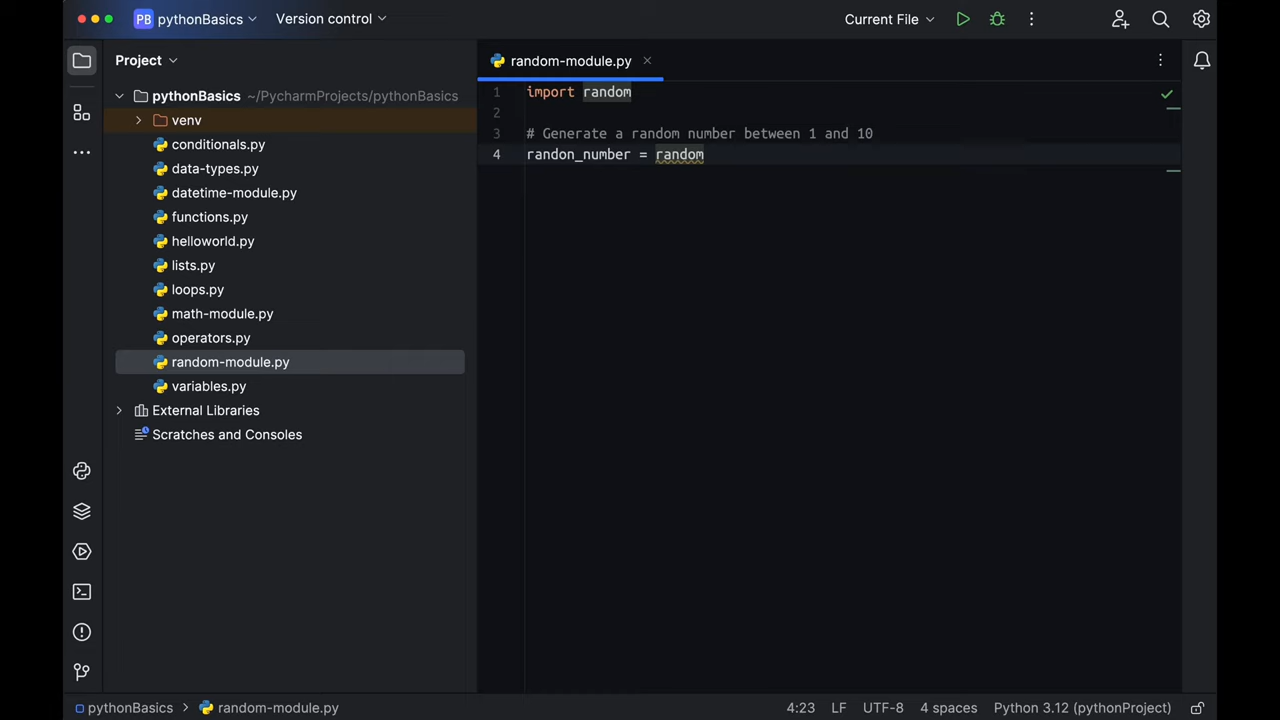 PB pythonBasics Version control Current File
Project
random-module.py
pythonBasics ~/PycharmProjects/pythonBasics
venv
conditionals.py
data-types.py
datetime-module.py
functions.py
helloworld.py
lists.py
loops.py
math-module.py
operators.py
random-module.py
variables.py
External Libraries
Scratches and Consoles
1 import random
2
3 # Generate a random number between 1 and 10
4 randon_number = random
pythonBasics random-module.py 4:23 LF UTF-8 4 spaces Python 3.12 (pythonProject)